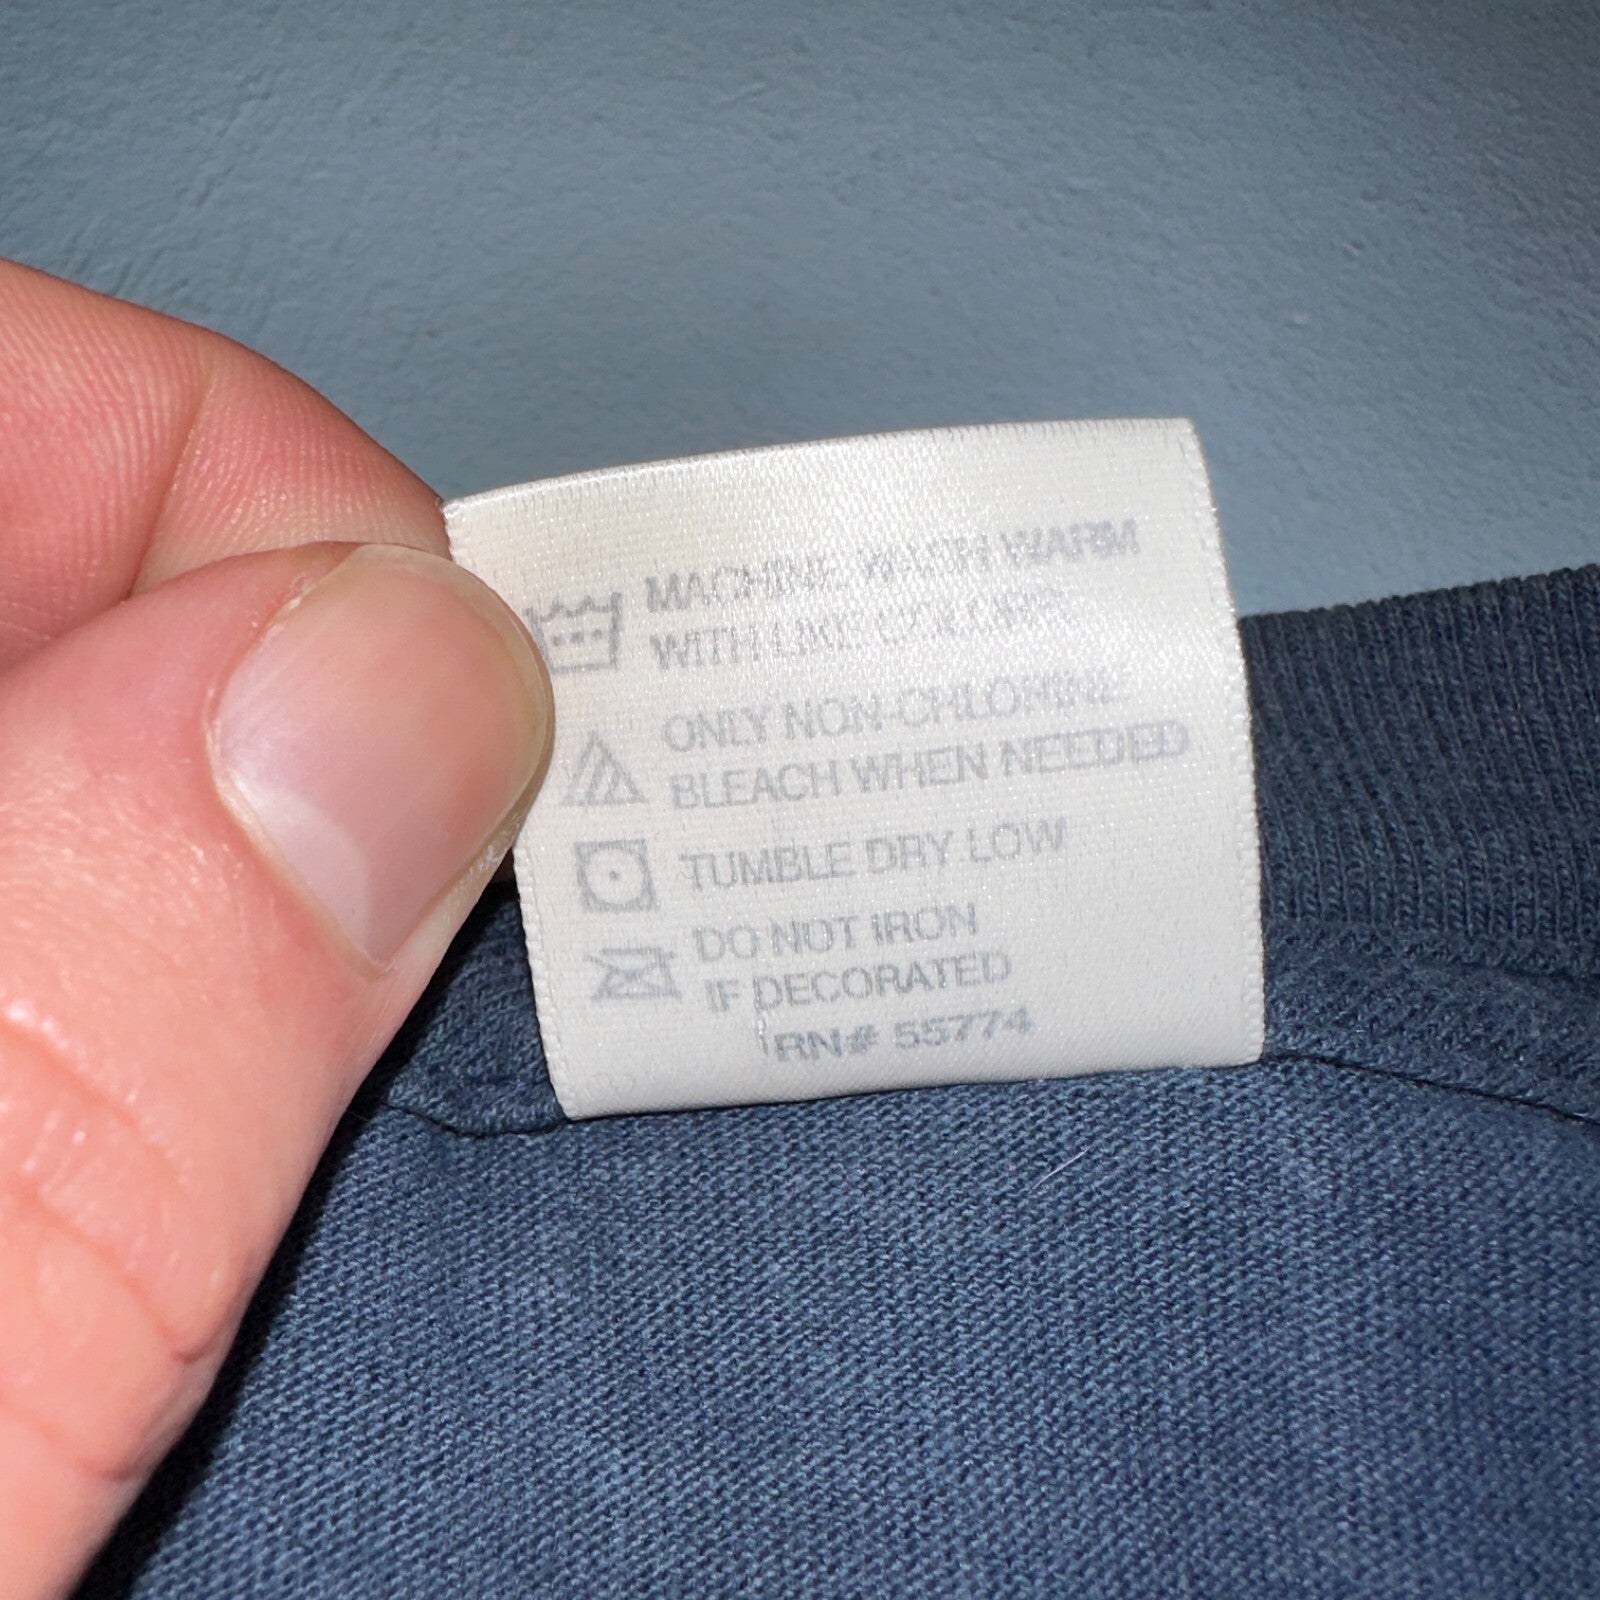 MACHINE WASH WARM
WITH LIKE COLORS
ONLY NON-CHLORINE
BLEACH WHEN NEEDED
TUMBLE DRY LOW
DO NOT IRON
IF DECORATED
RN# 55774